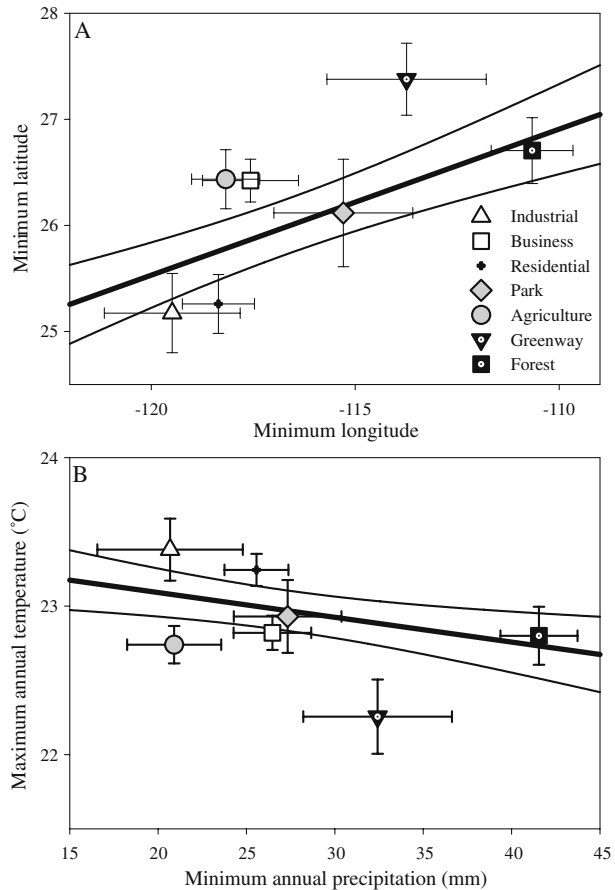 A
28
27
26
25
Minimum latitude
-120
-115
-110
Minimum longitude
Industrial
Business
Residential
Park
Agriculture
Greenway
Forest
B
24
23
22
Maximum annual temperature (˚C)
15
20
25
30
35
40
45
Minimum annual precipitation (mm)